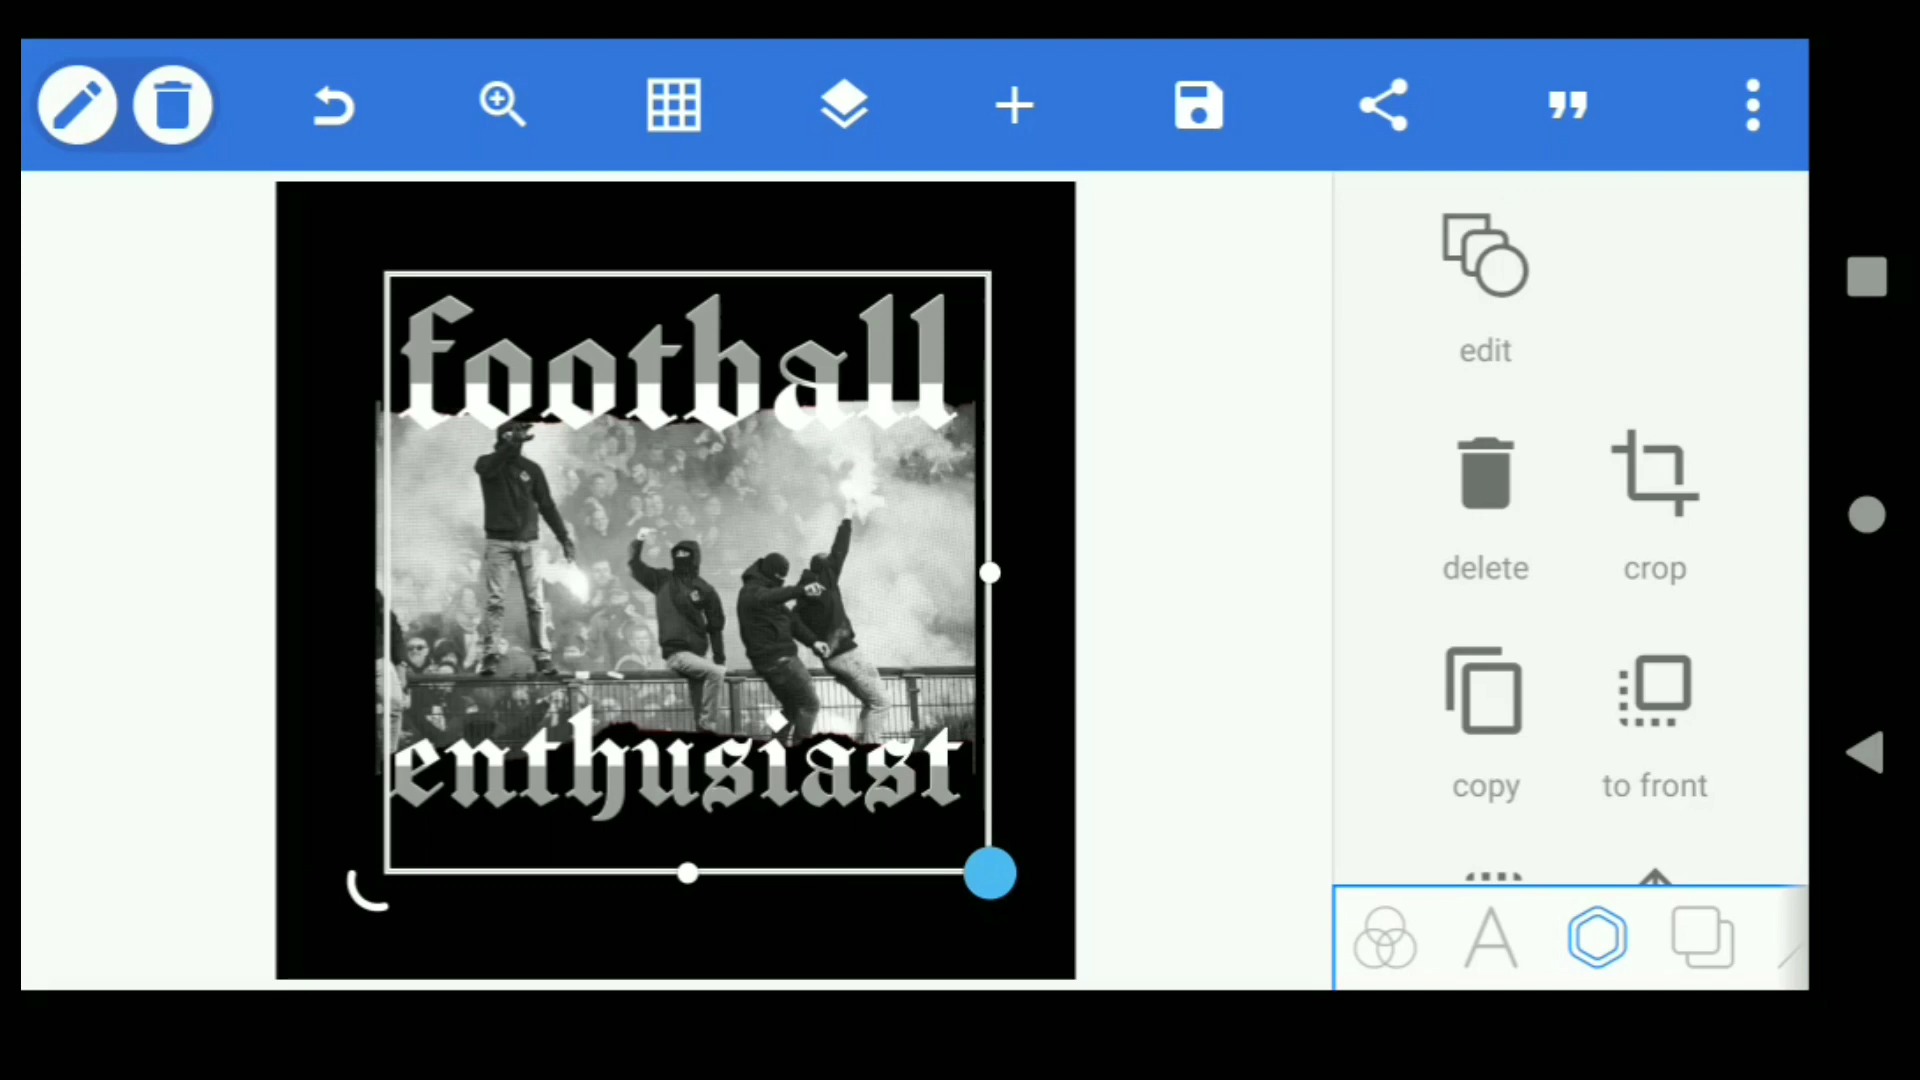 football
enthusiast
edit
delete
crop
copy
to front